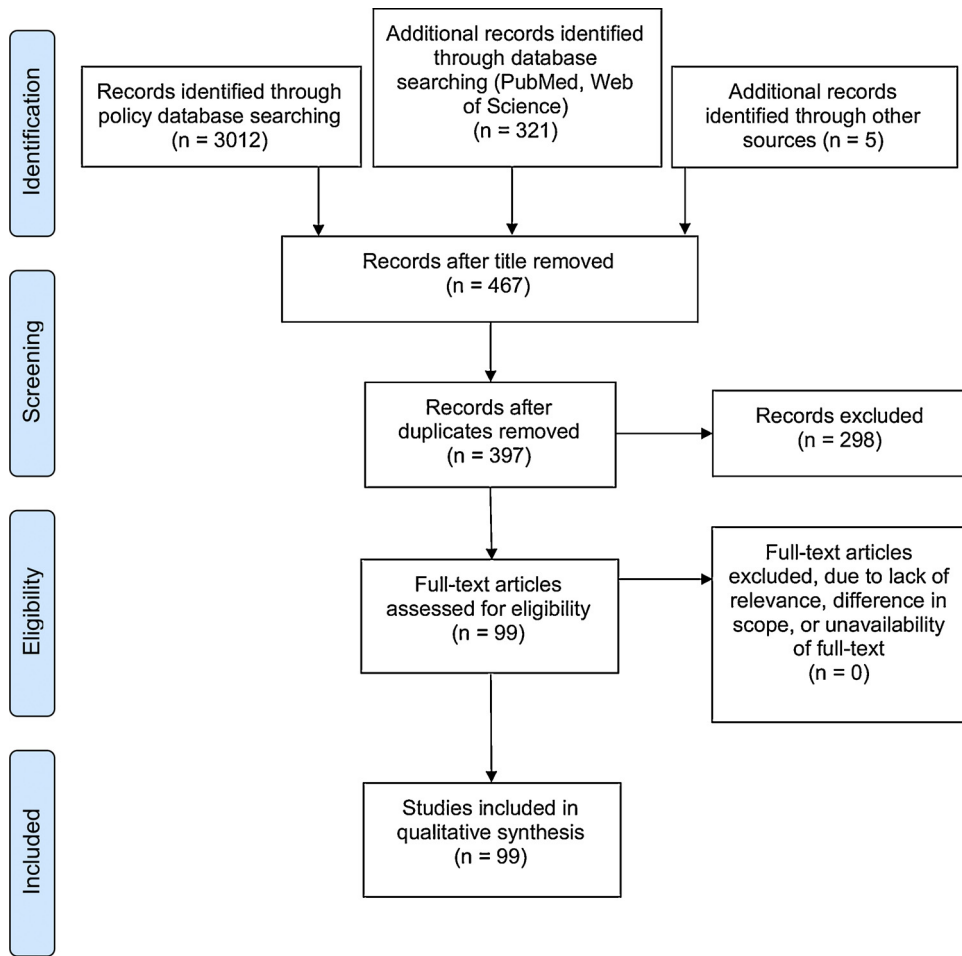 Identification
Records identified through
policy database searching
(n = 3012)
Additional records identified
through database
searching (PubMed, Web
of Science)
(n = 321)
Additional records
identified through other
sources (n = 5)
Screening
Records after title removed
(n = 467)
Records after
duplicates removed
(n = 397)
Records excluded
(n = 298)
Eligibility
Full-text articles
assessed for eligibility
(n = 99)
Full-text articles
excluded, due to lack of
relevance, difference in
scope, or unavailability
of full-text
(n = 0)
Included
Studies included in
qualitative synthesis
(n = 99)